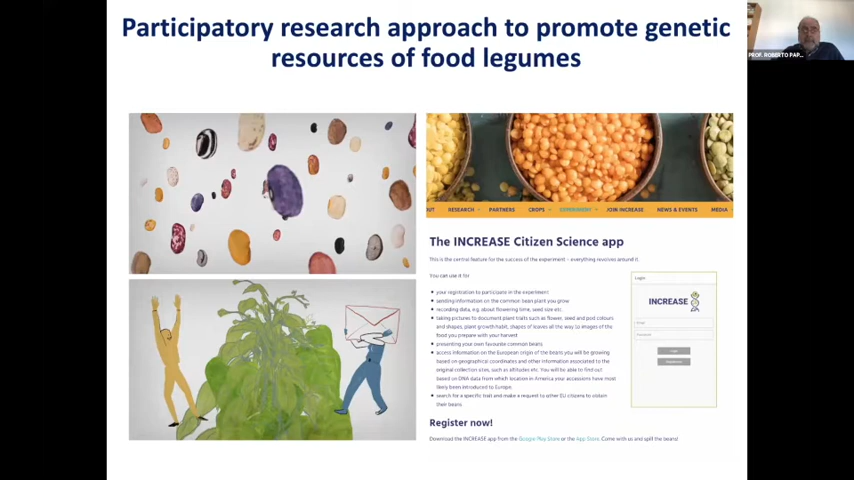 Participatory research approach to promote genetic
resources of food legumes
PROF. ROBERTO PAP...
OUT RESEARCH PARTNERS CROPS EXPERIMENT JOIN INCREASE NEWS & EVENTS MEDIA
The INCREASE Citizen Science app
This is the central feature for the success of the experiment – everything revolves around it.
You can use it for
your registration to participate in the experiment
sending information on the common bean plant you grow
recording data, e.g. about flowering time, seed size etc.
taking pictures to document plant traits such as flower, seed and pod colours
and shapes, plant growth habit, shapes of leaves all the way to images of the
food you prepare with your harvest
presenting your own favourite common beans
access information on the European origin of the beans you will be growing
based on geographical coordinates and other information associated to the
original collection sites, such as altitudes etc. You will be able to find out
based on DNA data from which location in America your accessions have most
likely been introduced to Europe.
search for a specific trait and make a request to other EU citizens to obtain
their beans
Login
INCREASE
Email
Password
Login
Register now!
Download the INCREASE app from the Google Play Store or the App Store. Come with us and spill the beans!